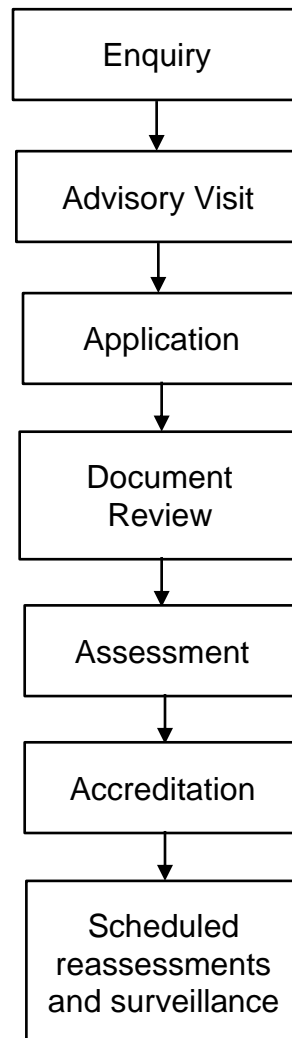 Enquiry
Advisory Visit
Application
Document
Review
Assessment
Accreditation
Scheduled
reassessments
and surveillance